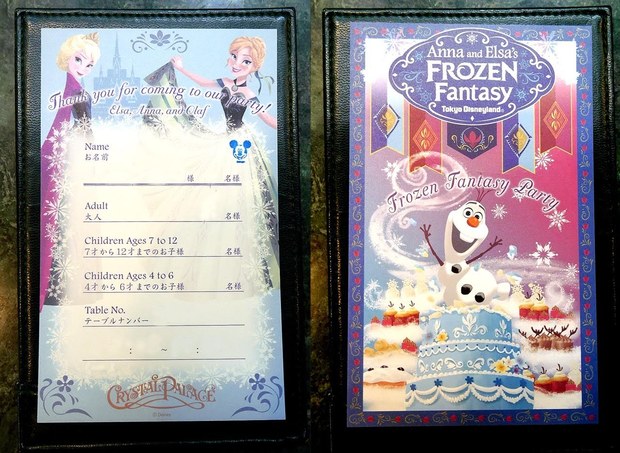 Thank you for coming to our party!
Elsa, Anna, and Olaf
Name
お名前
様 名様
Adult
大人 名様
Children Ages 7 to 12
7才から12才までのお子様 名様
Children Ages 4 to 6
4才から 6才までのお子様 名様
Table No.
テーブルナンバー
: ~ :
CRYSTAL PALACE
© Disney
Anna and Elsa's
FROZEN
Fantasy
Tokyo Disneyland®
Frozen Fantasy Party